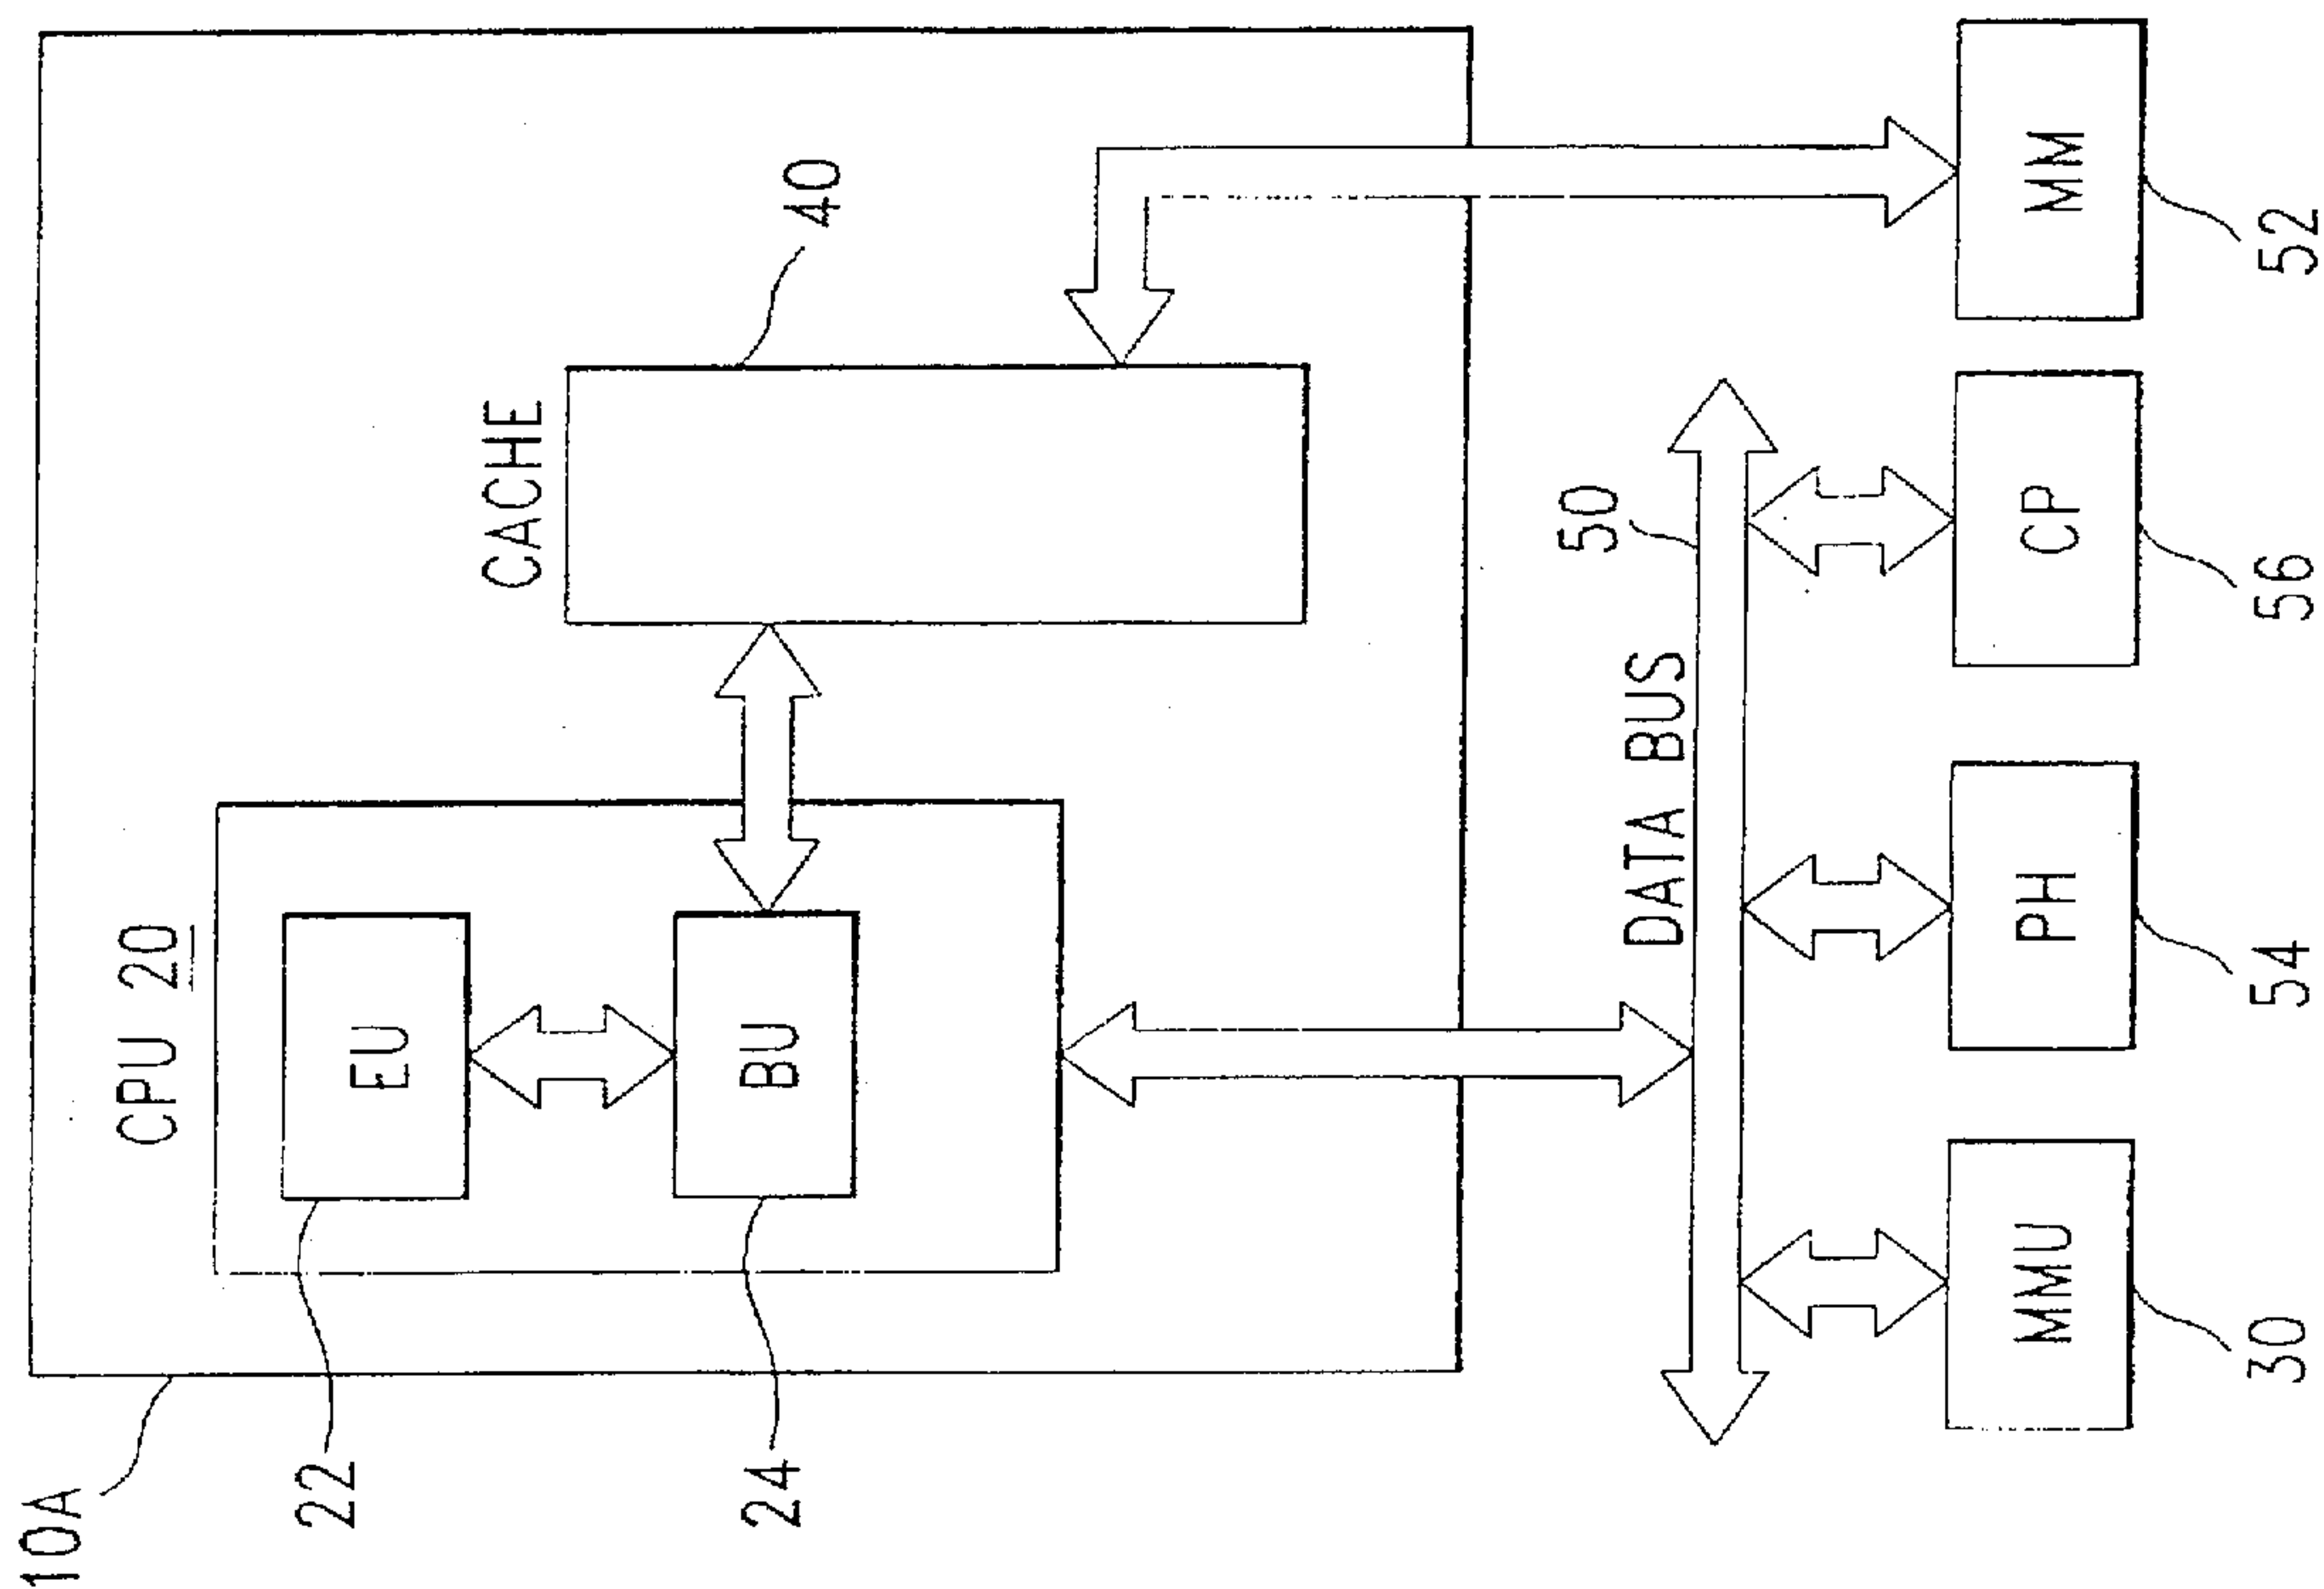 10A
CPU 20
CACHE
40
22
EU
24
BU
50
DATA BUS
MMU
PH
CP
MM
30
54
56
52